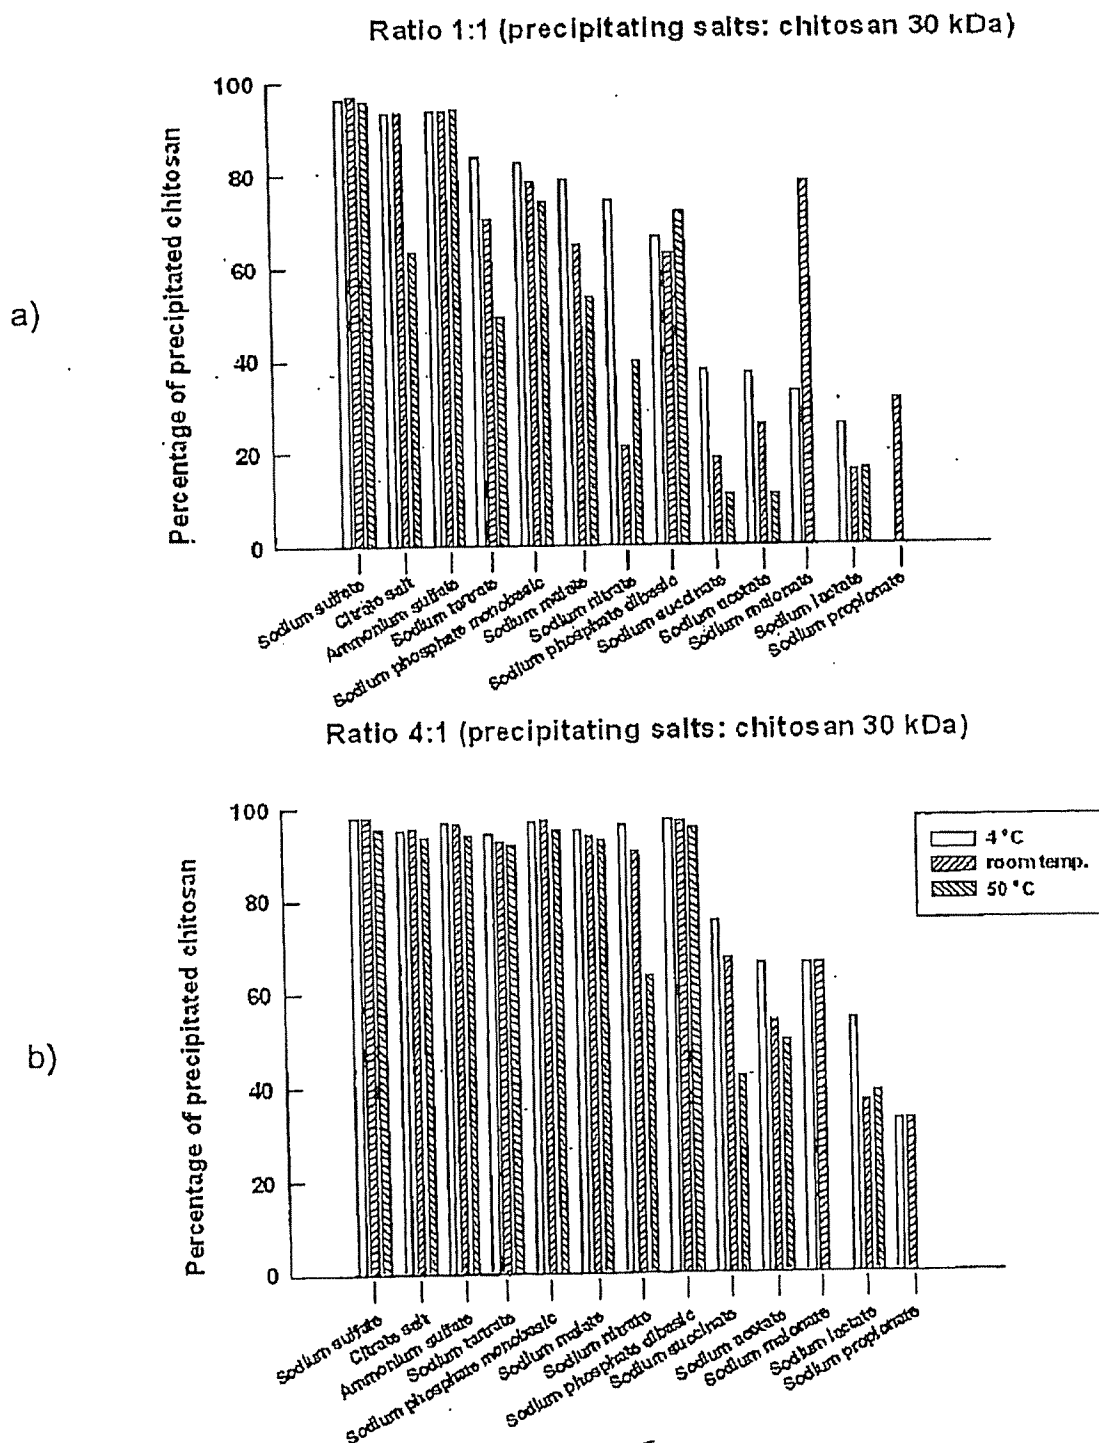 Ratio 1:1 (precipitating salts: chitosan 30 kDa)
a)
Percentage of precipitated chitosan
100
80
60
40
20
0
Sodium sulfate
Citrate salt
Ammonium sulfate
Sodium tartrate
Sodium phosphate monobasic
Sodium malate
Sodium nitrate
Sodium phosphate dibasic
Sodium succinate
Sodium acetate
Sodium malonate
Sodium lactate
Sodium propionate
Ratio 4:1 (precipitating salts: chitosan 30 kDa)
b)
Percentage of precipitated chitosan
100
80
60
40
20
0
4 °C
room temp.
50 °C
Sodium sulfate
Citrate salt
Ammonium sulfate
Sodium tartrate
Sodium phosphate monobasic
Sodium malate
Sodium nitrate
Sodium phosphate dibasic
Sodium succinate
Sodium acetate
Sodium malonate
Sodium lactate
Sodium propionate